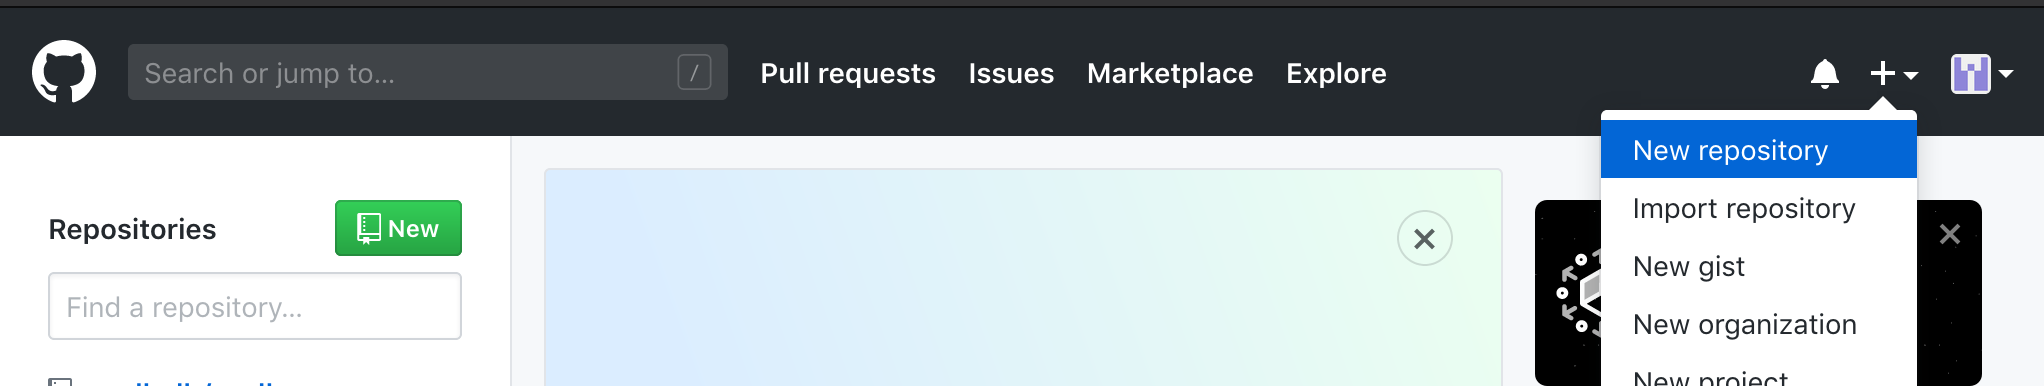 Search or jump to...
/
Pull requests
Issues
Marketplace
Explore
New repository
Import repository
New gist
New organization
New project
Repositories
New
Find a repository...